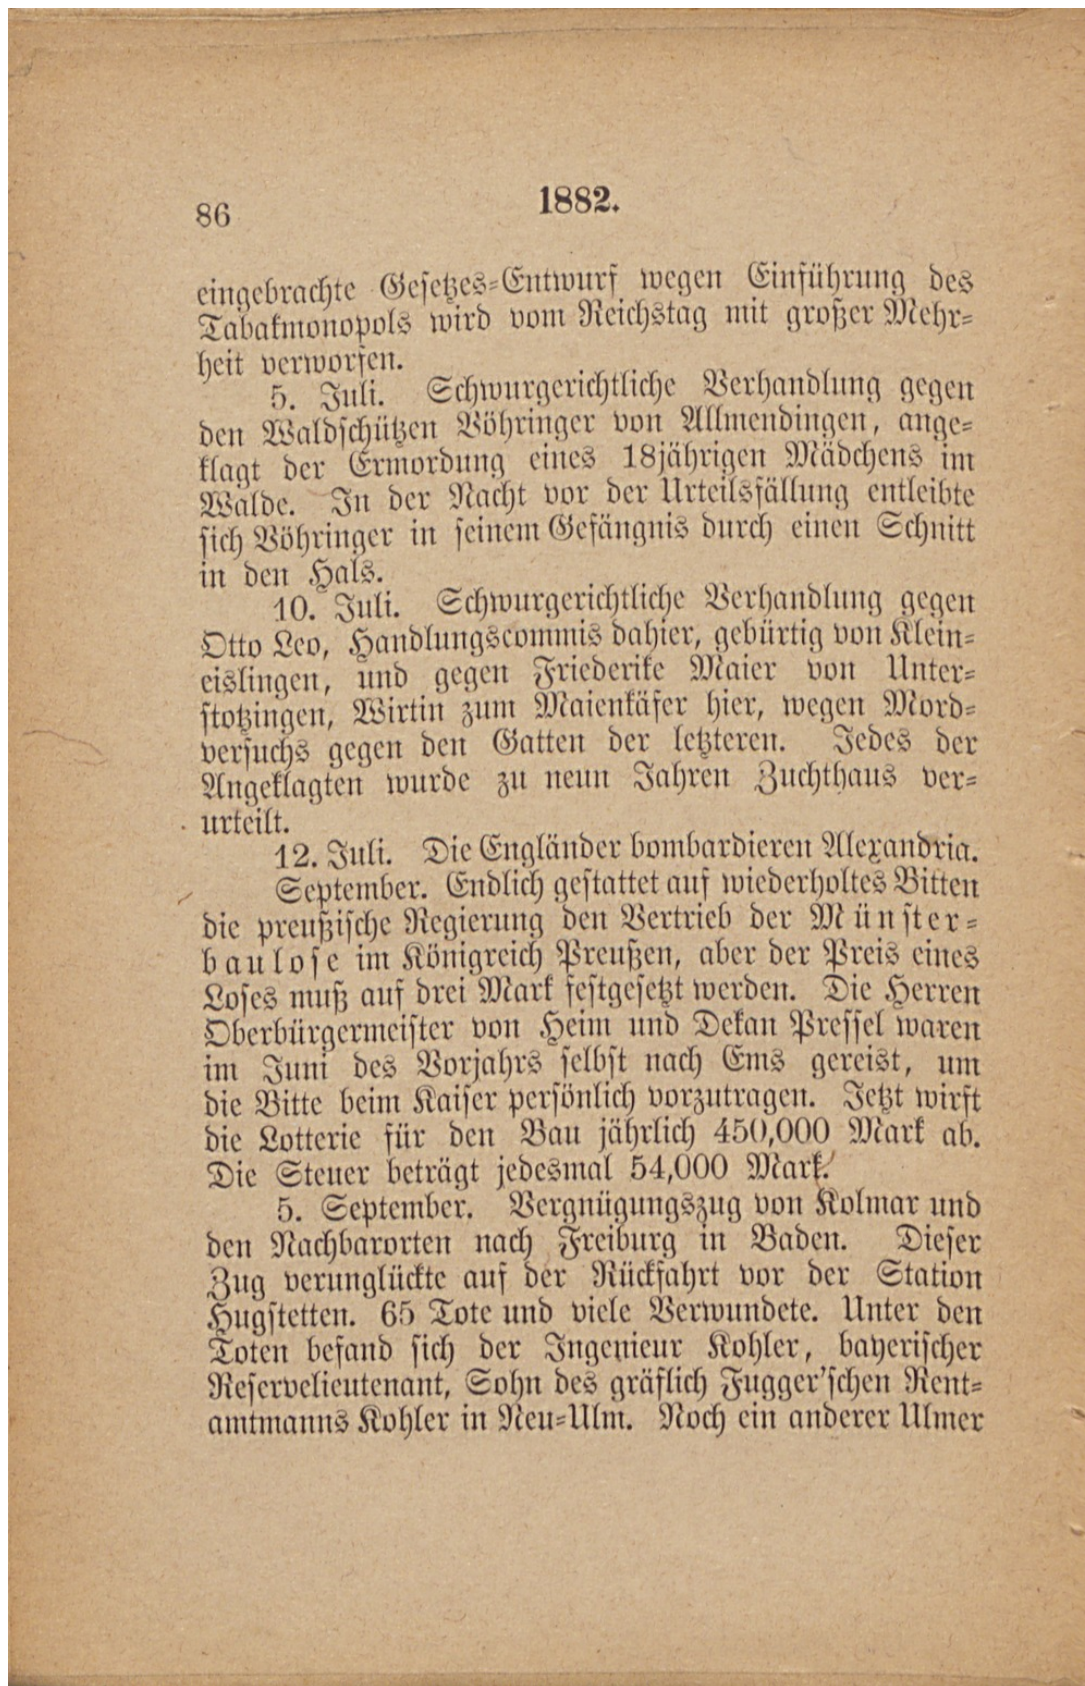 86
1882.
eingebrachte Gesetzes-Entwurf wegen Einführung des
Tabakmonopols wird vom Reichstag mit großer Mehr-
heit verworfen.
5. Juli. Schwurgerichtliche Verhandlung gegen
den Waldschützen Vöhringer von Allmendingen, ange-
klagt der Ermordung eines 18jährigen Mädchens im
Walde. In der Nacht vor der Urteilsfällung entleibte
sich Vöhringer in seinem Gefängnis durch einen Schnitt
in den Hals.
10. Juli. Schwurgerichtliche Verhandlung gegen
Otto Leo, Handlungscommis dahier, gebürtig von Klein-
eislingen, und gegen Friederike Maier von Unter-
stotzingen, Wirtin zum Maienkäfer hier, wegen Mord-
versuchs gegen den Gatten der letzteren. Jedes der
Angeklagten wurde zu neun Jahren Zuchthaus ver-
urteilt.
12. Juli. Die Engländer bombardieren Alexandria.
September. Endlich gestattet auf wiederholtes Bitten
die preußische Regierung den Vertrieb der Münster-
baulose im Königreich Preußen, aber der Preis eines
Loses muß auf drei Mark festgesetzt werden. Die Herren
Oberbürgermeister von Heim und Dekan Pressel waren
im Juni des Vorjahrs selbst nach Ems gereist, um
die Bitte beim Kaiser persönlich vorzutragen. Jetzt wirft
die Lotterie für den Bau jährlich 450,000 Mark ab.
Die Steuer beträgt jedesmal 54,000 Mark.
5. September. Vergnügungszug von Kolmar und
den Nachbarorten nach Freiburg in Baden. Dieser
Zug verunglückte auf der Rückfahrt vor der Station
Hugstetten. 65 Tote und viele Verwundete. Unter den
Toten befand sich der Ingenieur Kohler, bayerischer
Reservelieutenant, Sohn des gräflich Fugger'schen Rent-
amtmanns Kohler in Neu-Ulm. Noch ein anderer Ulmer